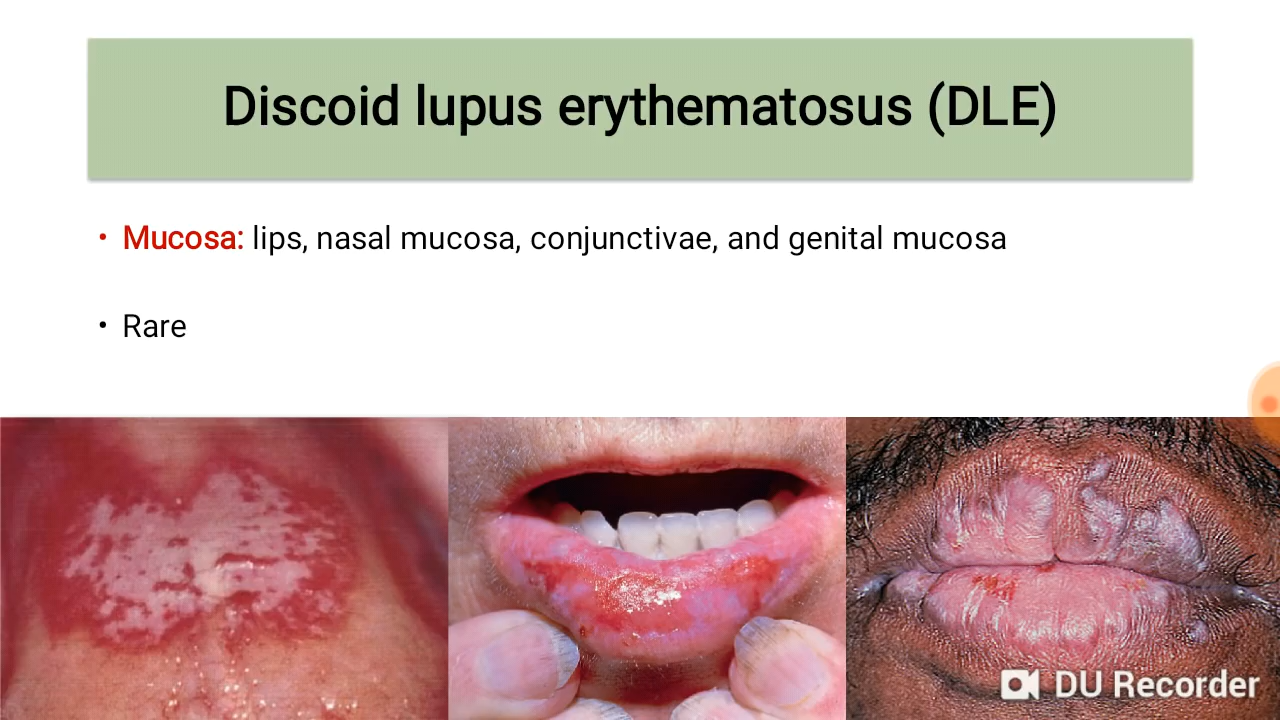 Discoid lupus erythematosus (DLE)
• Mucosa: lips, nasal mucosa, conjunctivae, and genital mucosa
• Rare
DU Recorder